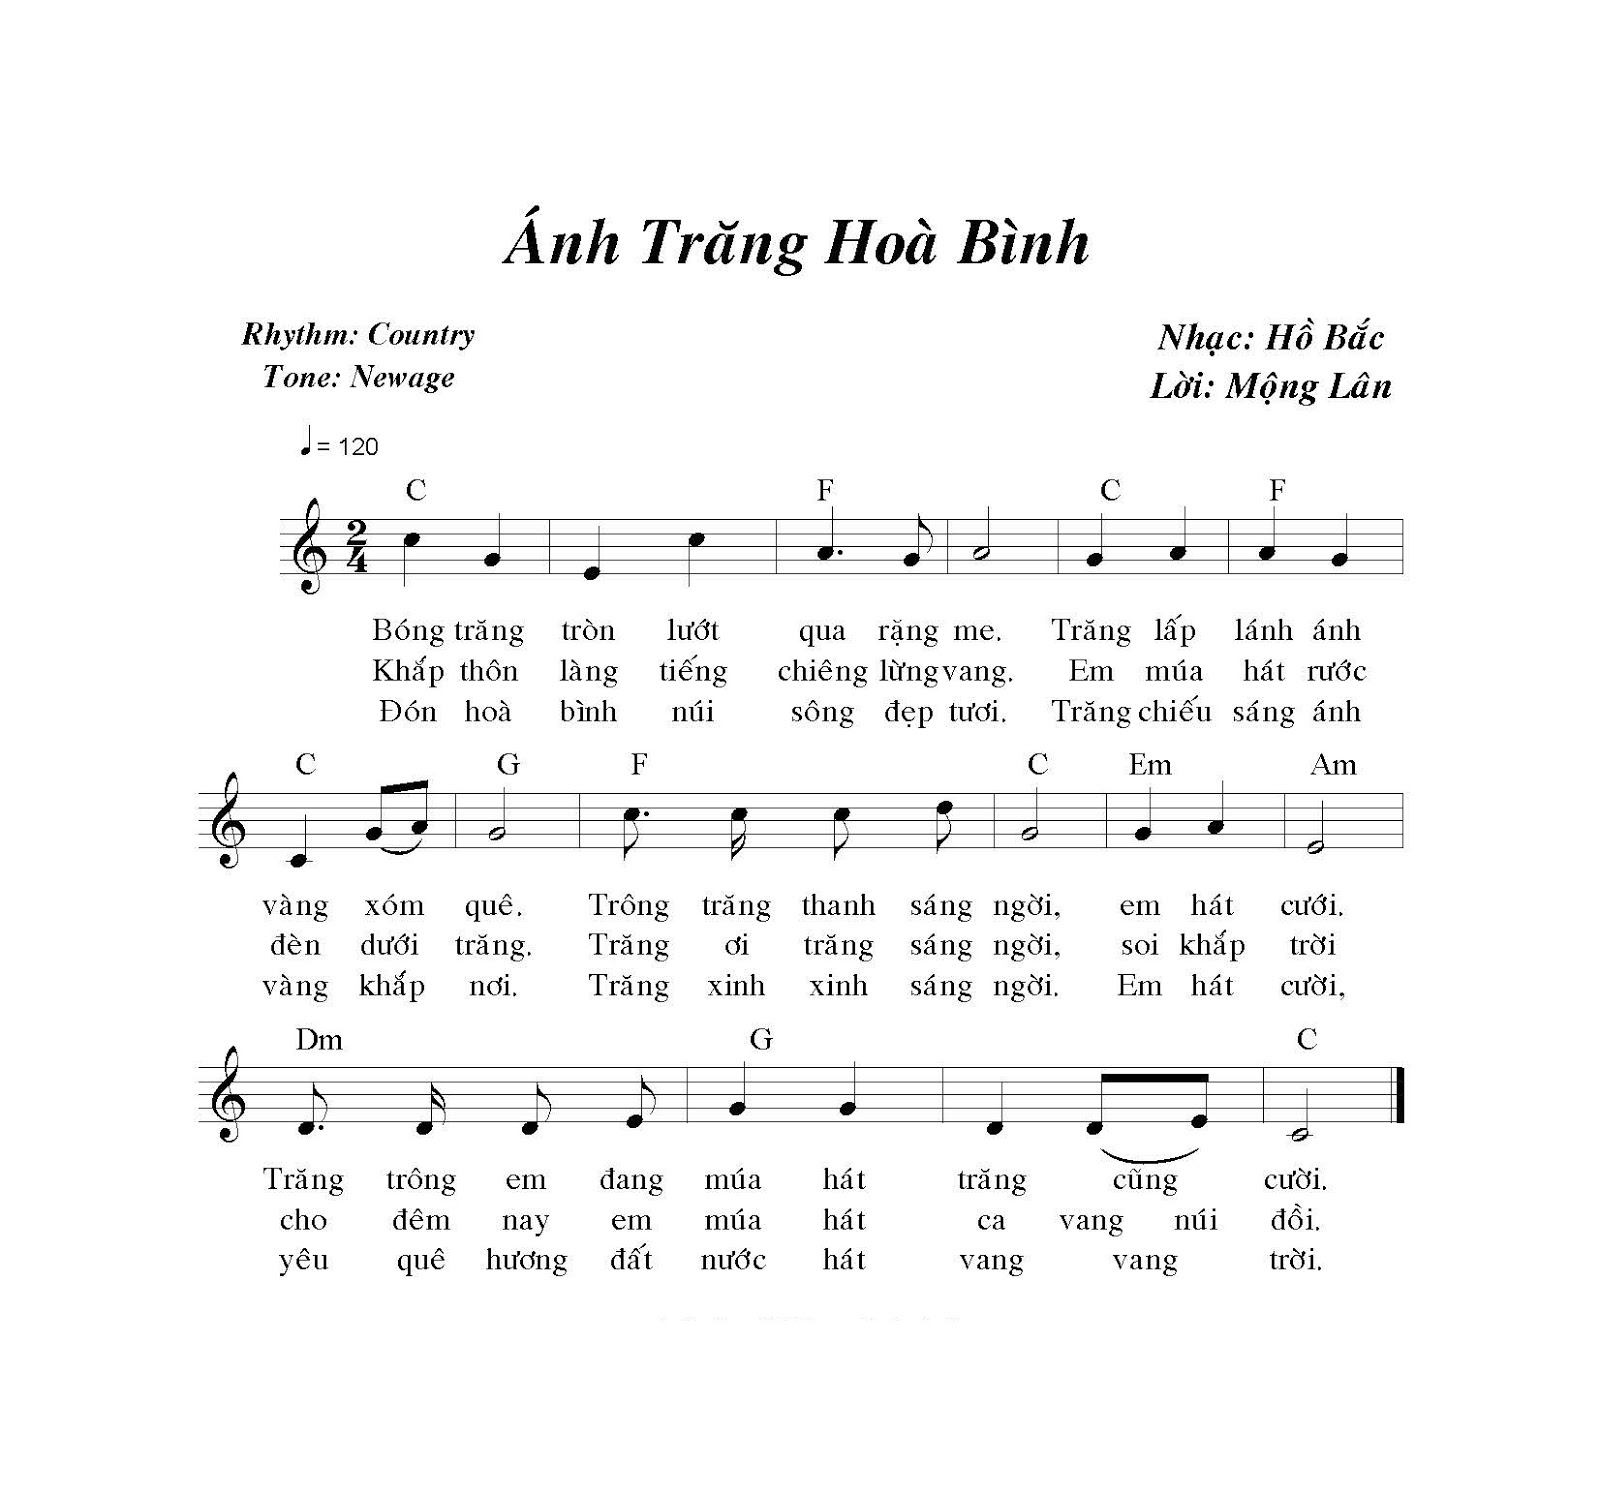 Ánh Trăng Hoà Bình
Rhythm: Country
Tone: Newage
Nhạc: Hồ Bắc
Lời: Mộng Lân
= 120
C F C F
2
4
Bóng trăng tròn lướt qua rặng me. Trăng lấp lánh ánh
Khắp thôn làng tiếng chiêng lừng vang. Em múa hát rước
Đón hoà bình núi sông đẹp tươi. Trăng chiếu sáng ánh
C G F C Em Am
vàng xóm quê. Trông trăng thanh sáng ngời, em hát cưới.
đèn dưới trăng. Trăng ơi trăng sáng ngời, soi khắp trời
vàng khắp nơi. Trăng xinh xinh sáng ngời. Em hát cười,
Dm G C
Trăng trông em đang múa hát trăng cũng cười.
cho đêm nay em múa hát ca vang núi đồi.
yêu quê hương đất nước hát vang vang trời.